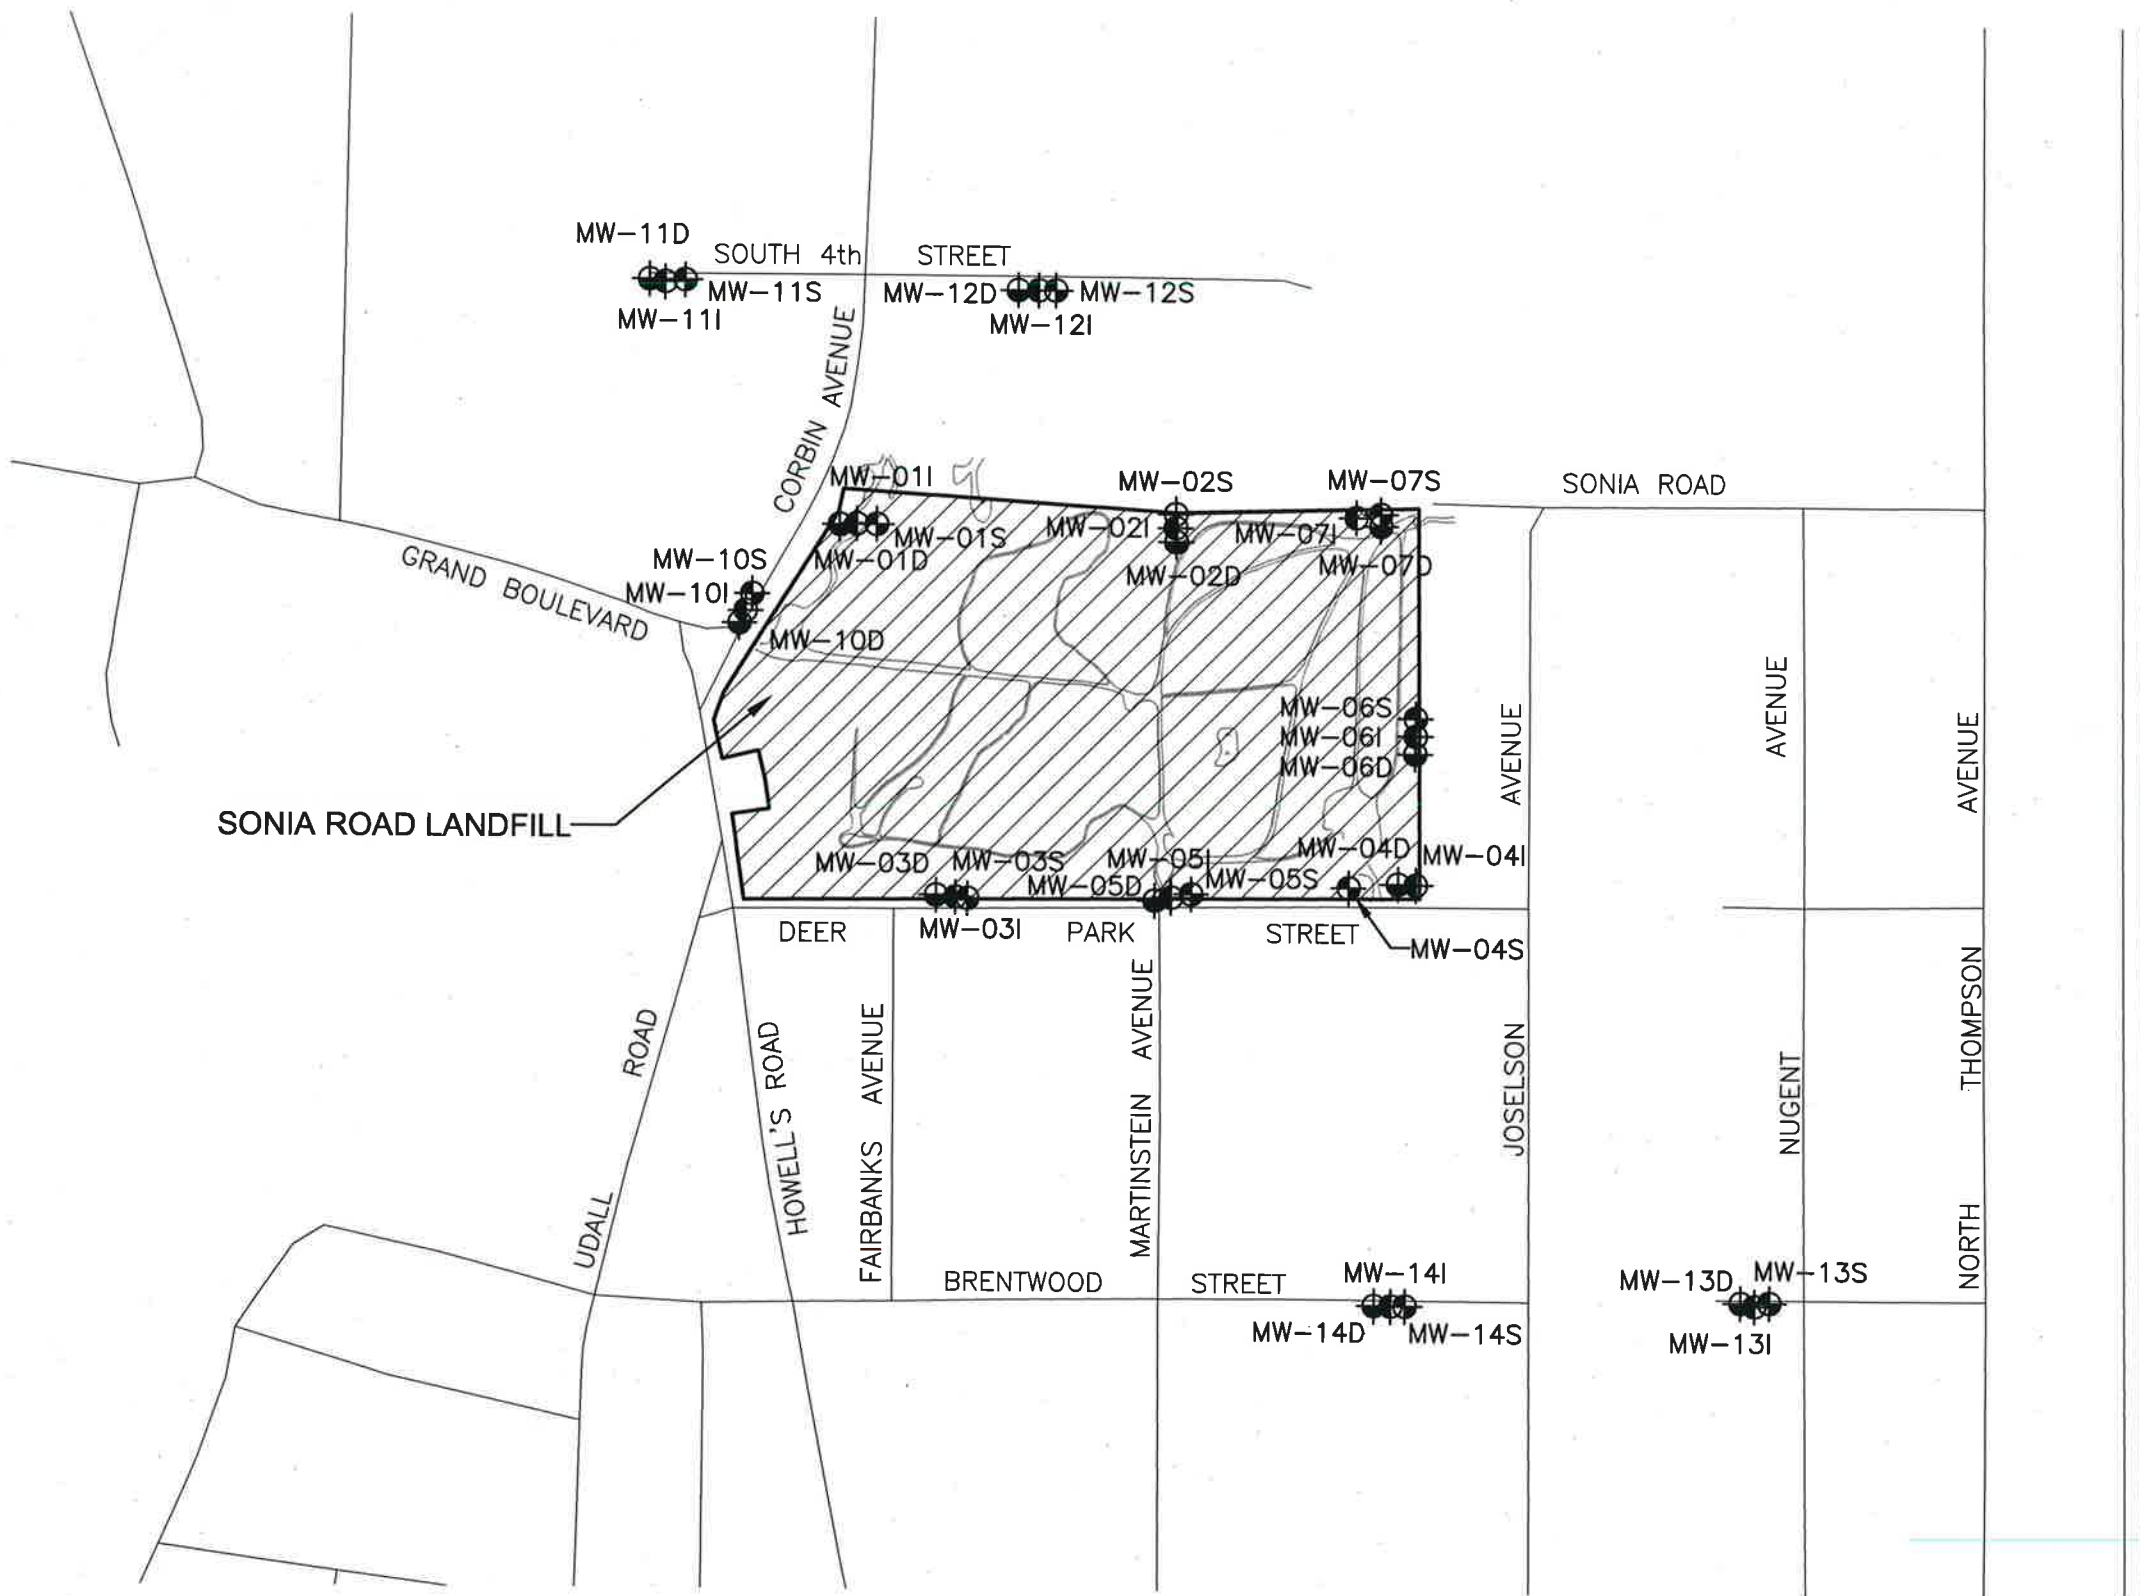 MW-11D
SOUTH 4th STREET
MW-11S
MW-12D
MW-12S
MW-11I
MW-12I
CORBIN AVENUE
MW-01I
MW-02S
MW-07S
SONIA ROAD
MW-02I
MW-07I
MW-01S
MW-10S
MW-01D
MW-07D
MW-02D
MW-10I
GRAND BOULEVARD
MW-10D
MW-06S
MW-06I
MW-06D
AVENUE
AVENUE
AVENUE
SONIA ROAD LANDFILL
MW-03D
MW-03S
MW-05I
MW-04D
MW-04I
MW-05D
MW-05S
DEER PARK STREET
MW-03I
MW-04S
UDALL ROAD
HOWELL'S ROAD
FAIRBANKS AVENUE
MARTINSTEIN AVENUE
JOSELSON
NUGENT
NORTH THOMPSON
BRENTWOOD STREET
MW-14I
MW-13D
MW-13S
MW-14D
MW-14S
MW-13I